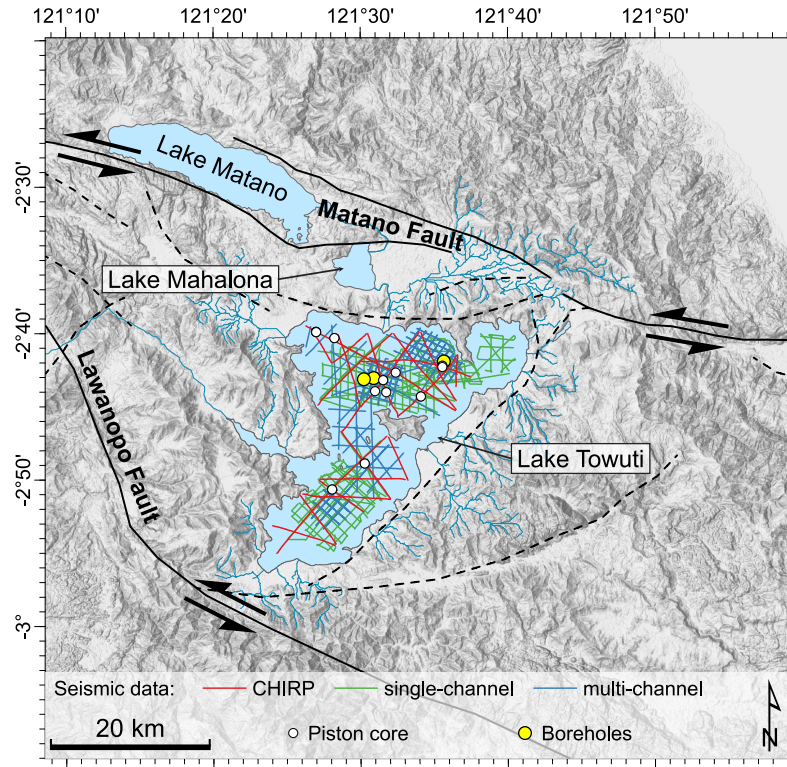 121°10' 121°20' 121°30' 121°40' 121°50'
Lake Matano
-2°30'
Matano Fault
Lake Mahalona
-2°40'
Lawanopo Fault
Lake Towuti
-2°50'
-3°
Seismic data: CHIRP single-channel multi-channel
20 km Piston core Boreholes N